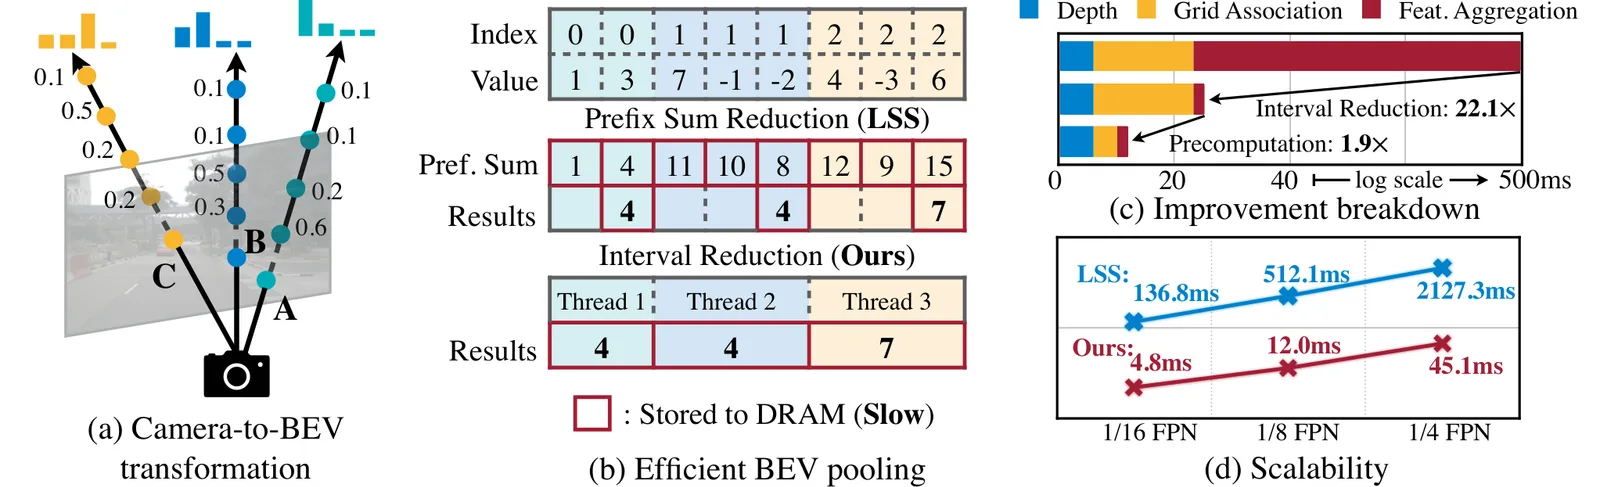 0.1
0.5
0.2
0.2
C
0.1
0.1
0.5
0.3
B
0.1
0.1
0.2
0.6
A
(a) Camera-to-BEV
transformation
Index 0 0 1 1 1 2 2 2
Value 1 3 7 -1 -2 4 -3 6
Prefix Sum Reduction (LSS)
Pref. Sum 1 4 11 10 8 12 9 15
Results 4 4 7
Interval Reduction (Ours)
Thread 1 Thread 2 Thread 3
Results 4 4 7
: Stored to DRAM (Slow)
(b) Efficient BEV pooling
Depth Grid Association Feat. Aggregation
Interval Reduction: 22.1×
Precomputation: 1.9×
0 20 40 log scale 500ms
(c) Improvement breakdown
LSS: 136.8ms 512.1ms 2127.3ms
Ours: 4.8ms 12.0ms 45.1ms
1/16 FPN 1/8 FPN 1/4 FPN
(d) Scalability